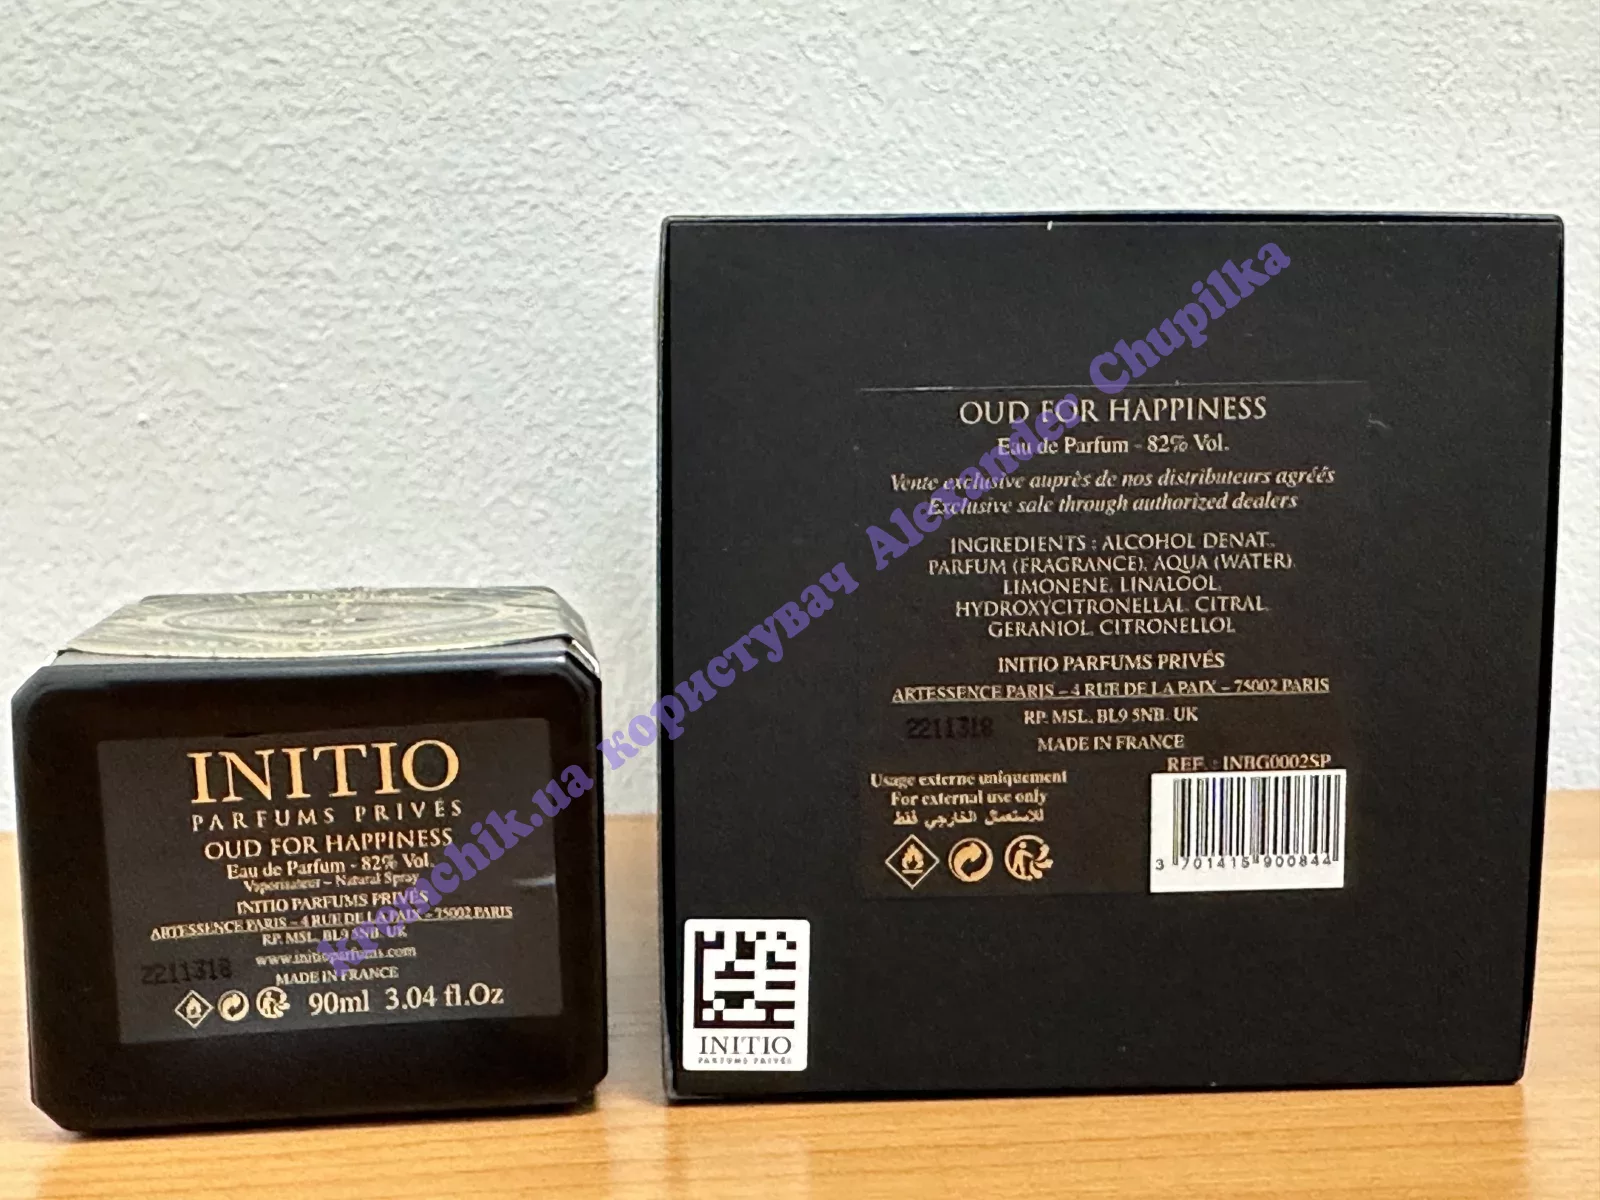 INITIO
PARFUMS PRIVÉS
OUD FOR HAPPINESS
Eau de Parfum - 82% Vol.
Vaporisateur – Natural Spray
INITIO PARFUMS PRIVÉS
ARTESSENCE PARIS – 4 RUE DE LA PAIX – 75002 PARIS
RP. MSL. BL9 5NB. UK
www.initioparfums.com
2211318
MADE IN FRANCE
90ml 3.04 fl.Oz
OUD FOR HAPPINESS
Eau de Parfum - 82% Vol.
Vente exclusive auprès de nos distributeurs agréés
Exclusive sale through authorized dealers
INGREDIENTS : ALCOHOL DENAT.,
PARFUM (FRAGRANCE), AQUA (WATER),
LIMONENE, LINALOOL,
HYDROXYCITRONELLAL, CITRAL,
GERANIOL, CITRONELLOL
INITIO PARFUMS PRIVÉS
ARTESSENCE PARIS – 4 RUE DE LA PAIX – 75002 PARIS
RP. MSL. BL9 5NB. UK
2211318
MADE IN FRANCE
REF. : INBG0002SP
Usage externe uniquement
For external use only
للاستعمال الخارجي فقط
3 701415 900844
INITIO
PARFUMS PRIVÉS
kronchik.ua користувач Alexandes Chupilka